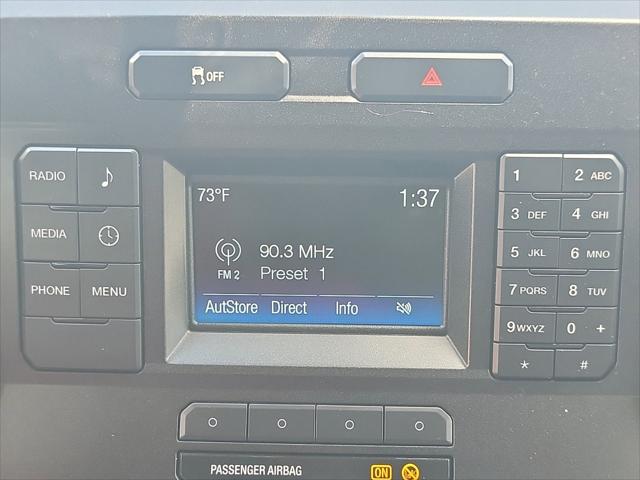 OFF
RADIO
MEDIA
PHONE MENU
73°F 1:37
90.3 MHz
FM 2 Preset 1
AutStore Direct Info
1 2 ABC
3 DEF 4 GHI
5 JKL 6 MNO
7 PQRS 8 TUV
9 WXYZ 0 +
* #
PASSENGER AIRBAG ON